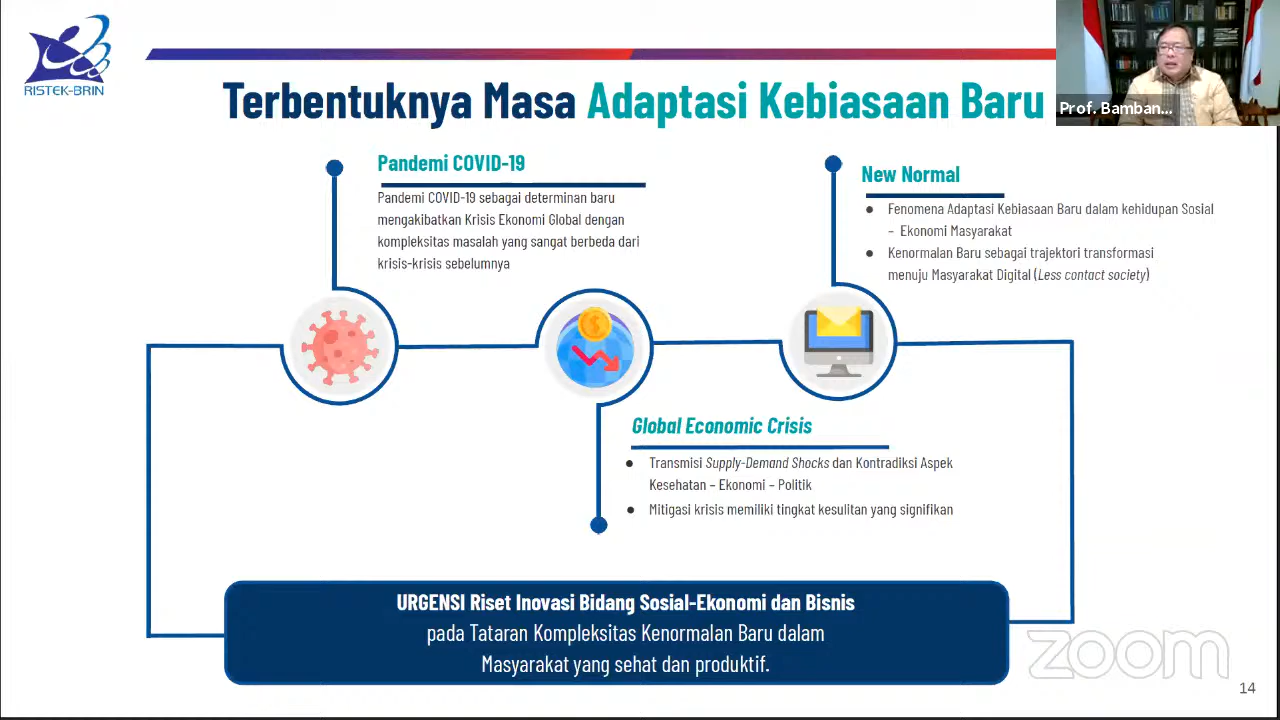 RISTEK-BRIN
Terbentuknya Masa Adaptasi Kebiasaan Baru
Prof. Bamban...
Pandemi COVID-19
Pandemi COVID-19 sebagai determinan baru
mengakibatkan Krisis Ekonomi Global dengan
kompleksitas masalah yang sangat berbeda dari
krisis-krisis sebelumnya
New Normal
● Fenomena Adaptasi Kebiasaan Baru dalam kehidupan Sosial
– Ekonomi Masyarakat
● Kenormalan Baru sebagai trajektori transformasi
menuju Masyarakat Digital (Less contact society)
Global Economic Crisis
● Transmisi Supply-Demand Shocks dan Kontradiksi Aspek
Kesehatan – Ekonomi – Politik
● Mitigasi krisis memiliki tingkat kesulitan yang signifikan
URGENSI Riset Inovasi Bidang Sosial-Ekonomi dan Bisnis
pada Tataran Kompleksitas Kenormalan Baru dalam
Masyarakat yang sehat dan produktif.
zoom
14